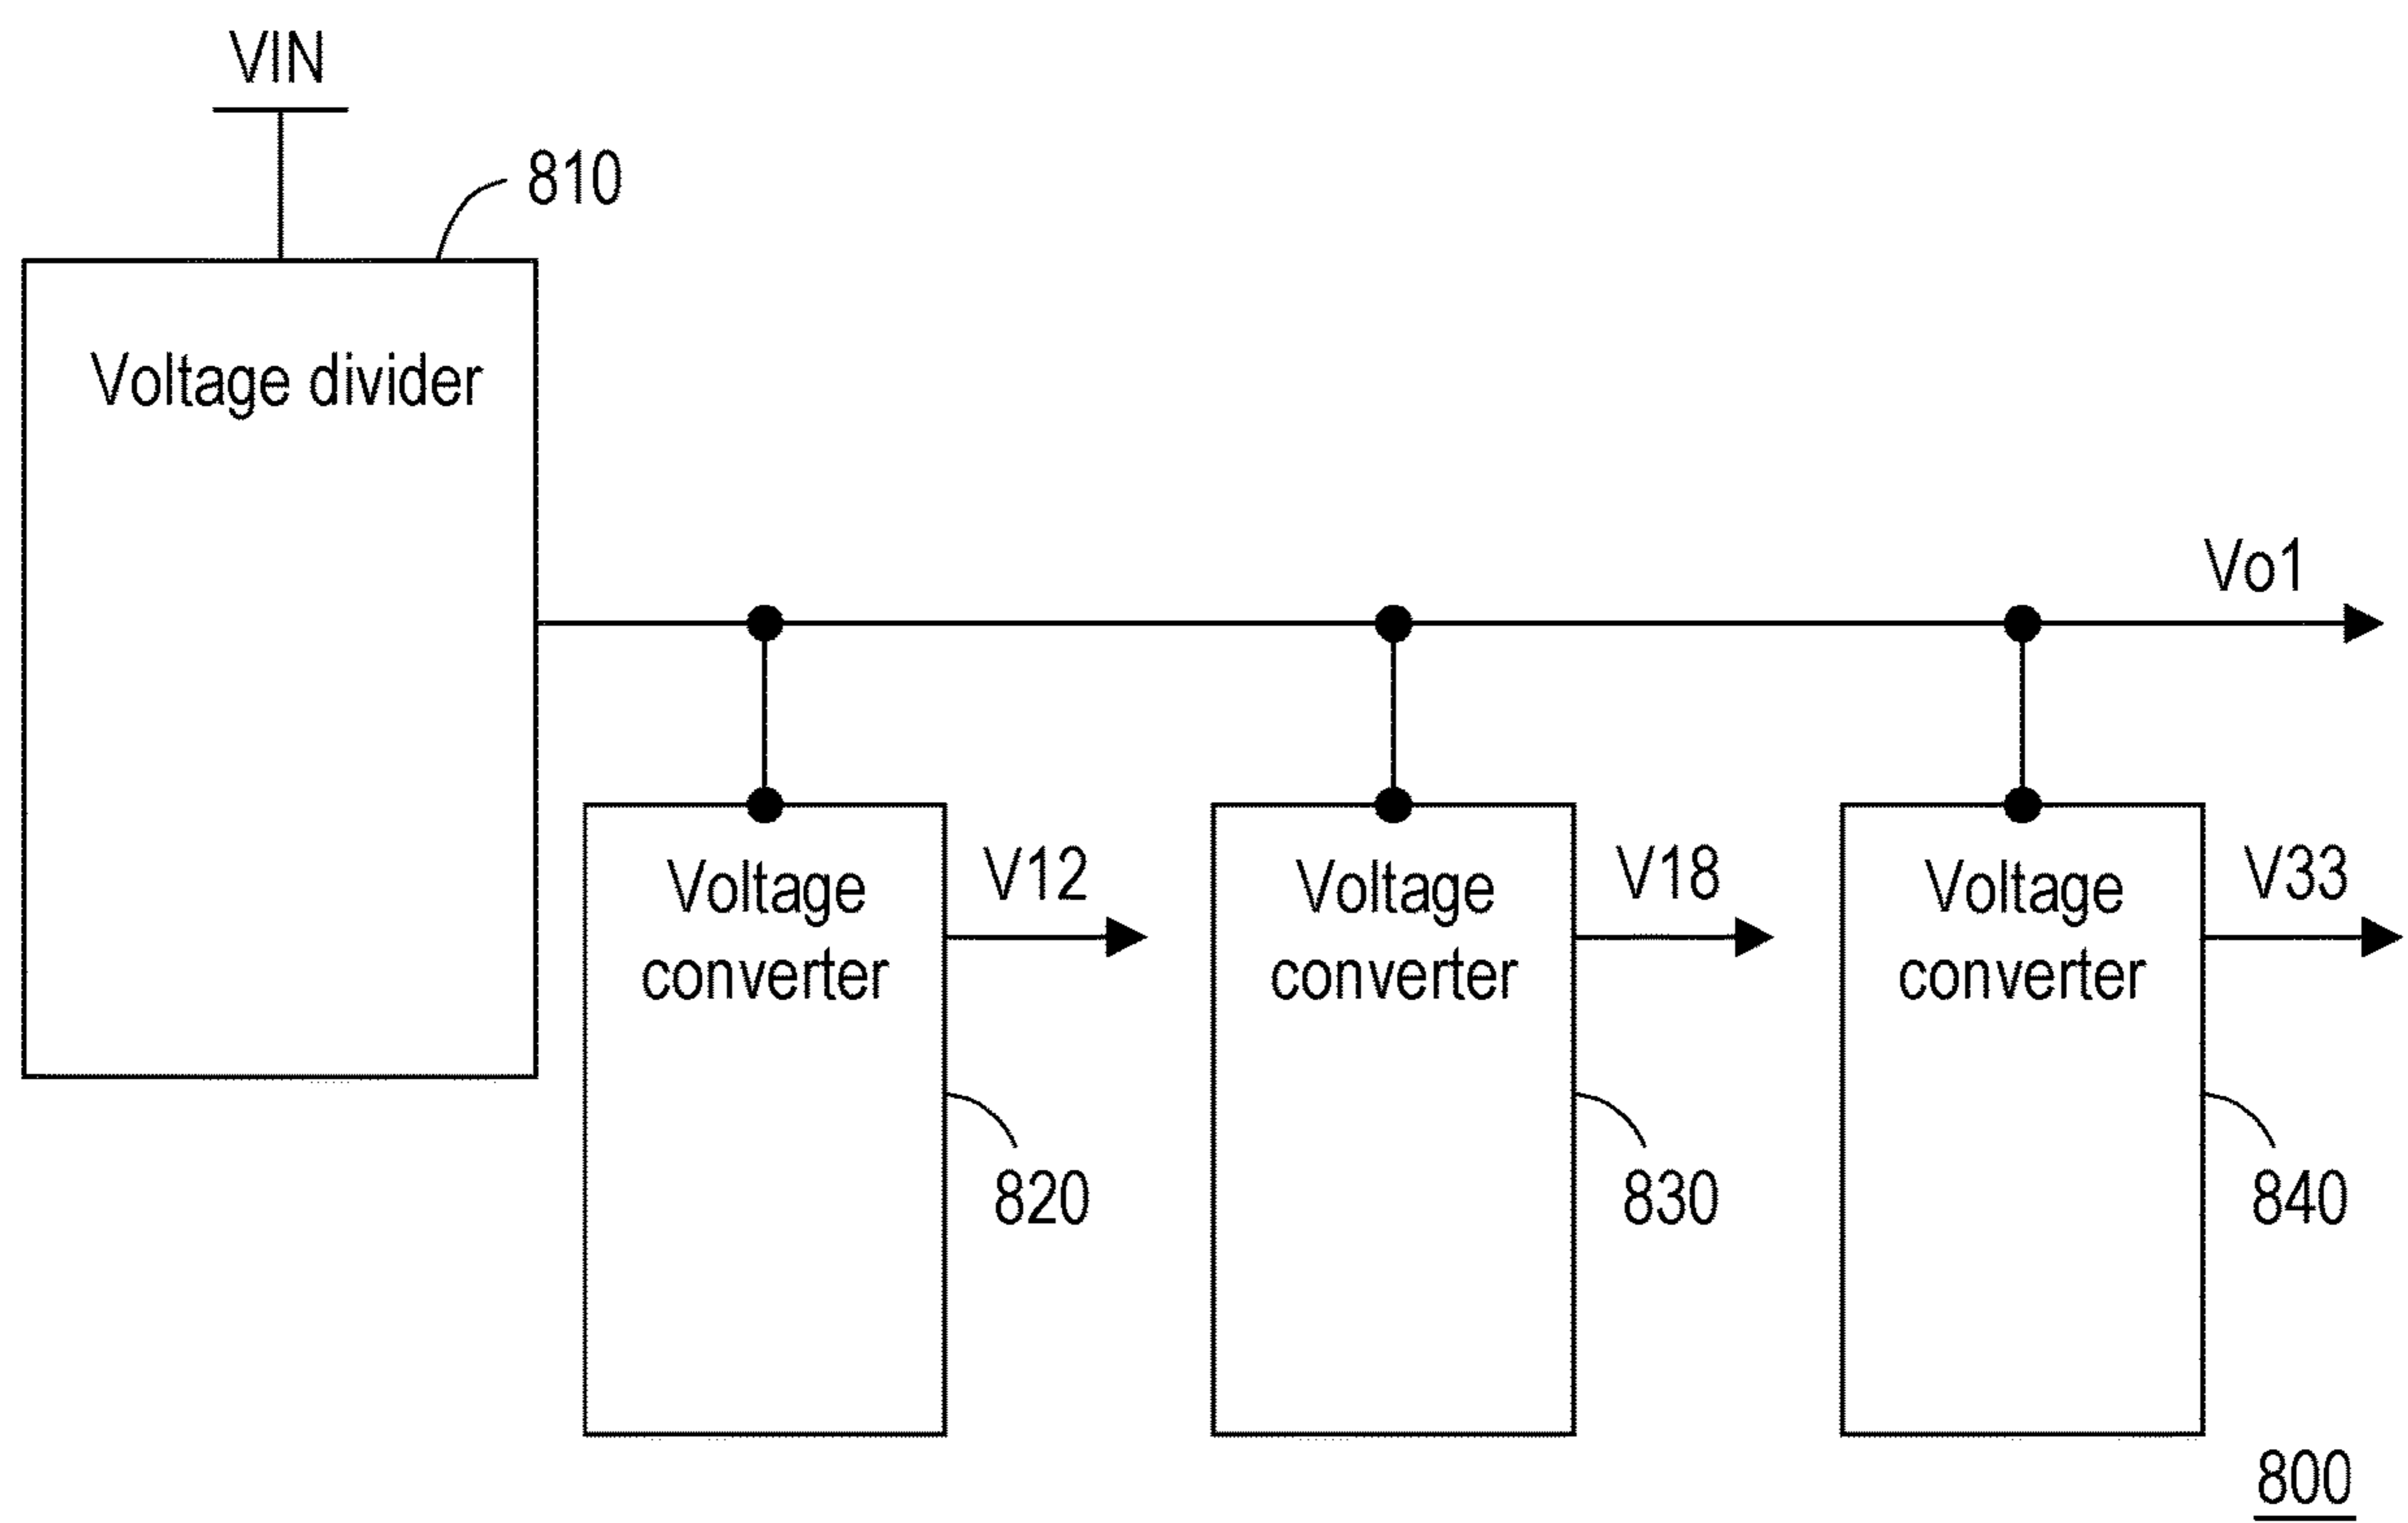 VIN
810
Voltage divider
Vo1
Voltage
converter
V12
820
Voltage
converter
V18
830
Voltage
converter
V33
840
800